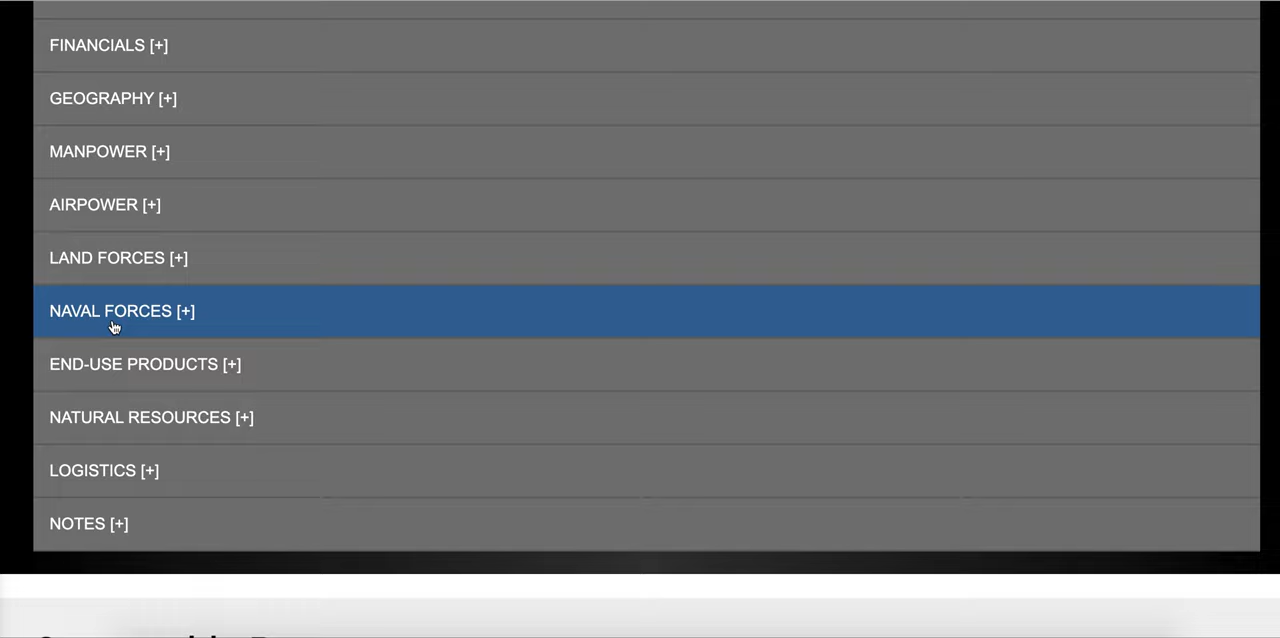 FINANCIALS [+]
GEOGRAPHY [+]
MANPOWER [+]
AIRPOWER [+]
LAND FORCES [+]
NAVAL FORCES [+]
END-USE PRODUCTS [+]
NATURAL RESOURCES [+]
LOGISTICS [+]
NOTES [+]